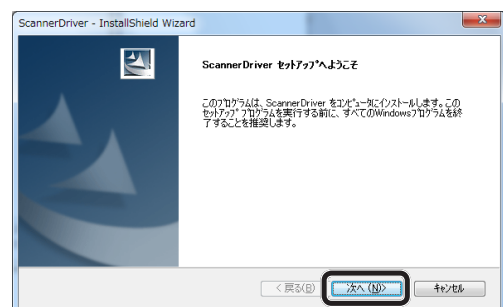 ScannerDriver - InstallShield Wizard
ScannerDriver ｾｯﾄｱｯﾌﾟへようこそ
このﾌﾟﾛｸﾞﾗﾑは、ScannerDriver をｺﾝﾋﾟｭｰﾀにｲﾝｽﾄｰﾙします。この
ｾｯﾄｱｯﾌﾟ ﾌﾟﾛｸﾞﾗﾑを実行する前に、すべてのWindowsﾌﾟﾛｸﾞﾗﾑを終
了することを推奨します。
< 戻る(B) 次へ (N)> ｷｬﾝｾﾙ